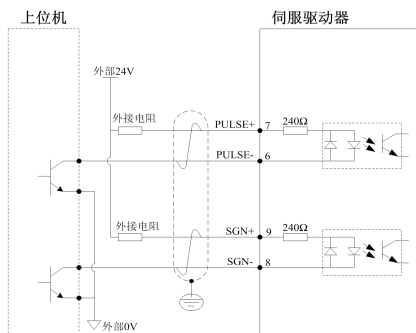 上位机
伺服驱动器
外部24V
外接电阻
PULSE+
7
240Ω
PULSE-
6
外接电阻
SGN+
9
240Ω
SGN-
8
外部0V